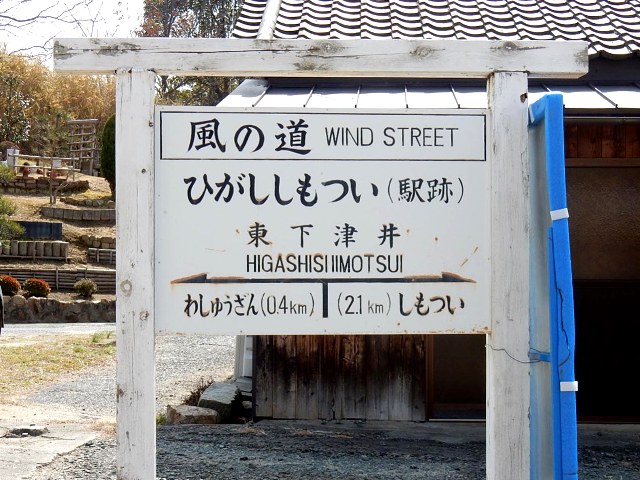 風の道 WIND STREET
ひがししもつい(駅跡)
東下津井
HIGASHISHIMOTSUI
わしゅうざん(0.4km) (2.1km)しもつい